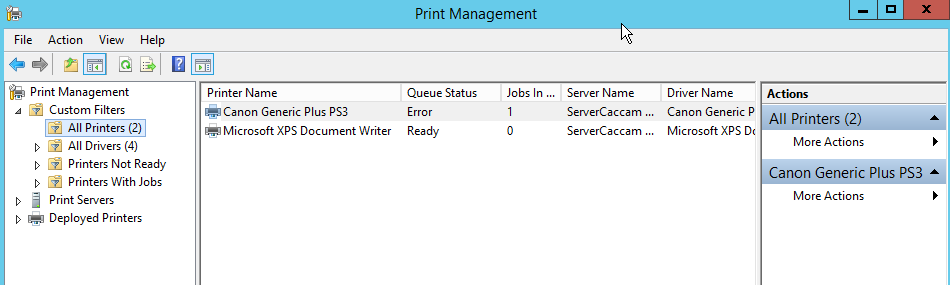 Print Management
File Action View Help
Print Management
Custom Filters
All Printers (2)
All Drivers (4)
Printers Not Ready
Printers With Jobs
Print Servers
Deployed Printers
Printer Name Queue Status Jobs In ... Server Name Driver Name
Canon Generic Plus PS3 Error 1 ServerCaccam ... Canon Generic P
Microsoft XPS Document Writer Ready 0 ServerCaccam ... Microsoft XPS Do
Actions
All Printers (2)
More Actions
Canon Generic Plus PS3
More Actions